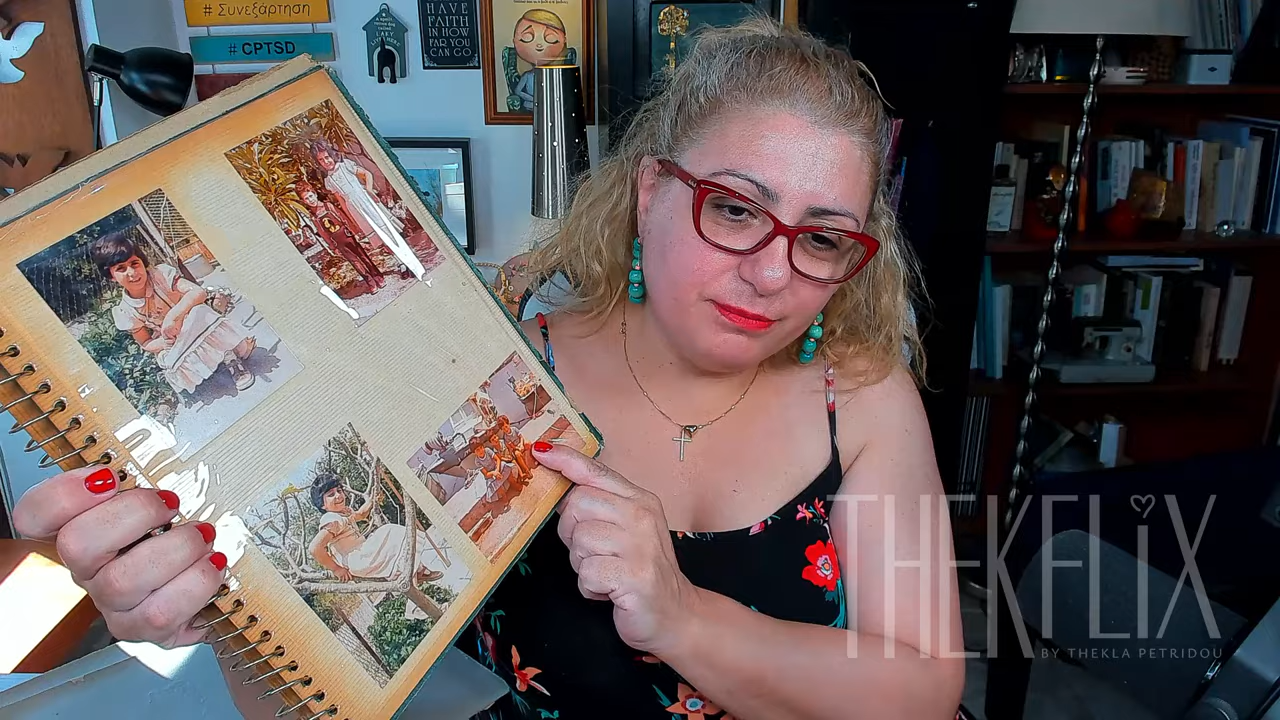 # Συνεξάρτηση
# CPTSD
HAVE
FAITH
IN HOW
FAR YOU
CAN GO
THEKFLiX
BY THEKLA PETRIDOU